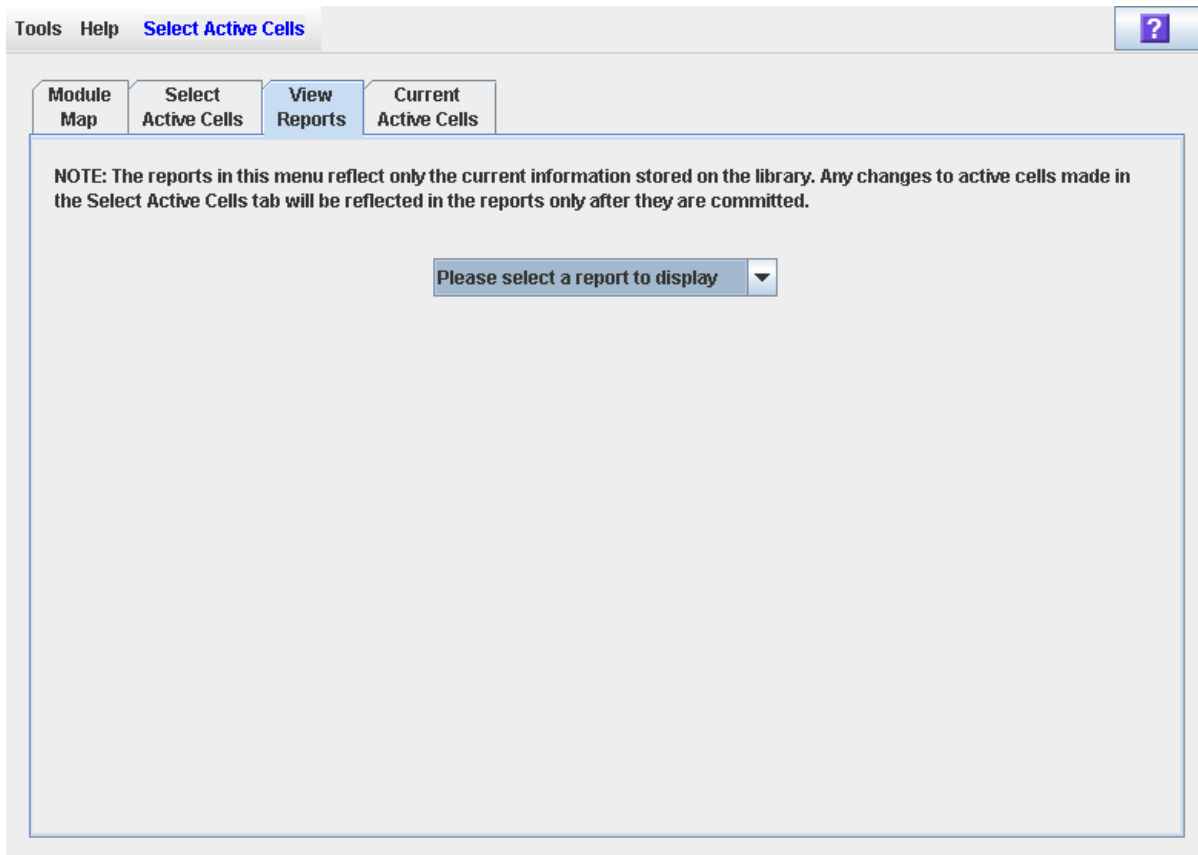 Tools Help Select Active Cells ?
Module Map
Select Active Cells
View Reports
Current Active Cells
NOTE: The reports in this menu reflect only the current information stored on the library. Any changes to active cells made in
the Select Active Cells tab will be reflected in the reports only after they are committed.
Please select a report to display